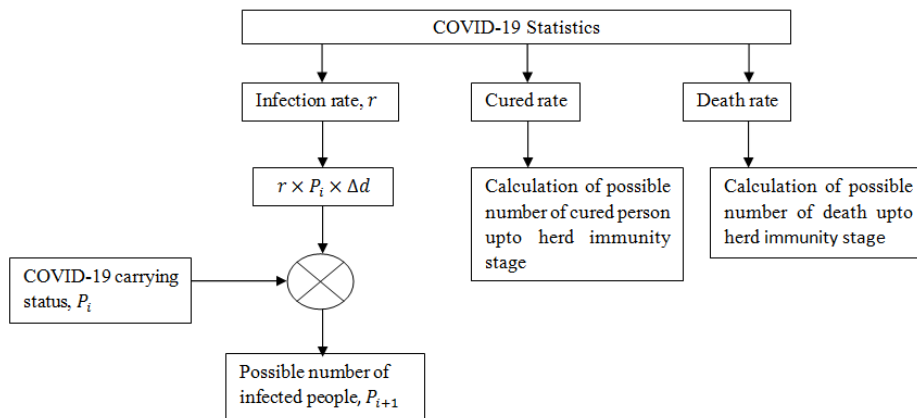 COVID-19 Statistics
Infection rate, r
Cured rate
Death rate
r × P_i × Δd
Calculation of possible
number of cured person
upto herd immunity
stage
Calculation of possible
number of death upto
herd immunity stage
COVID-19 carrying
status, P_i
Possible number of
infected people, P_{i+1}